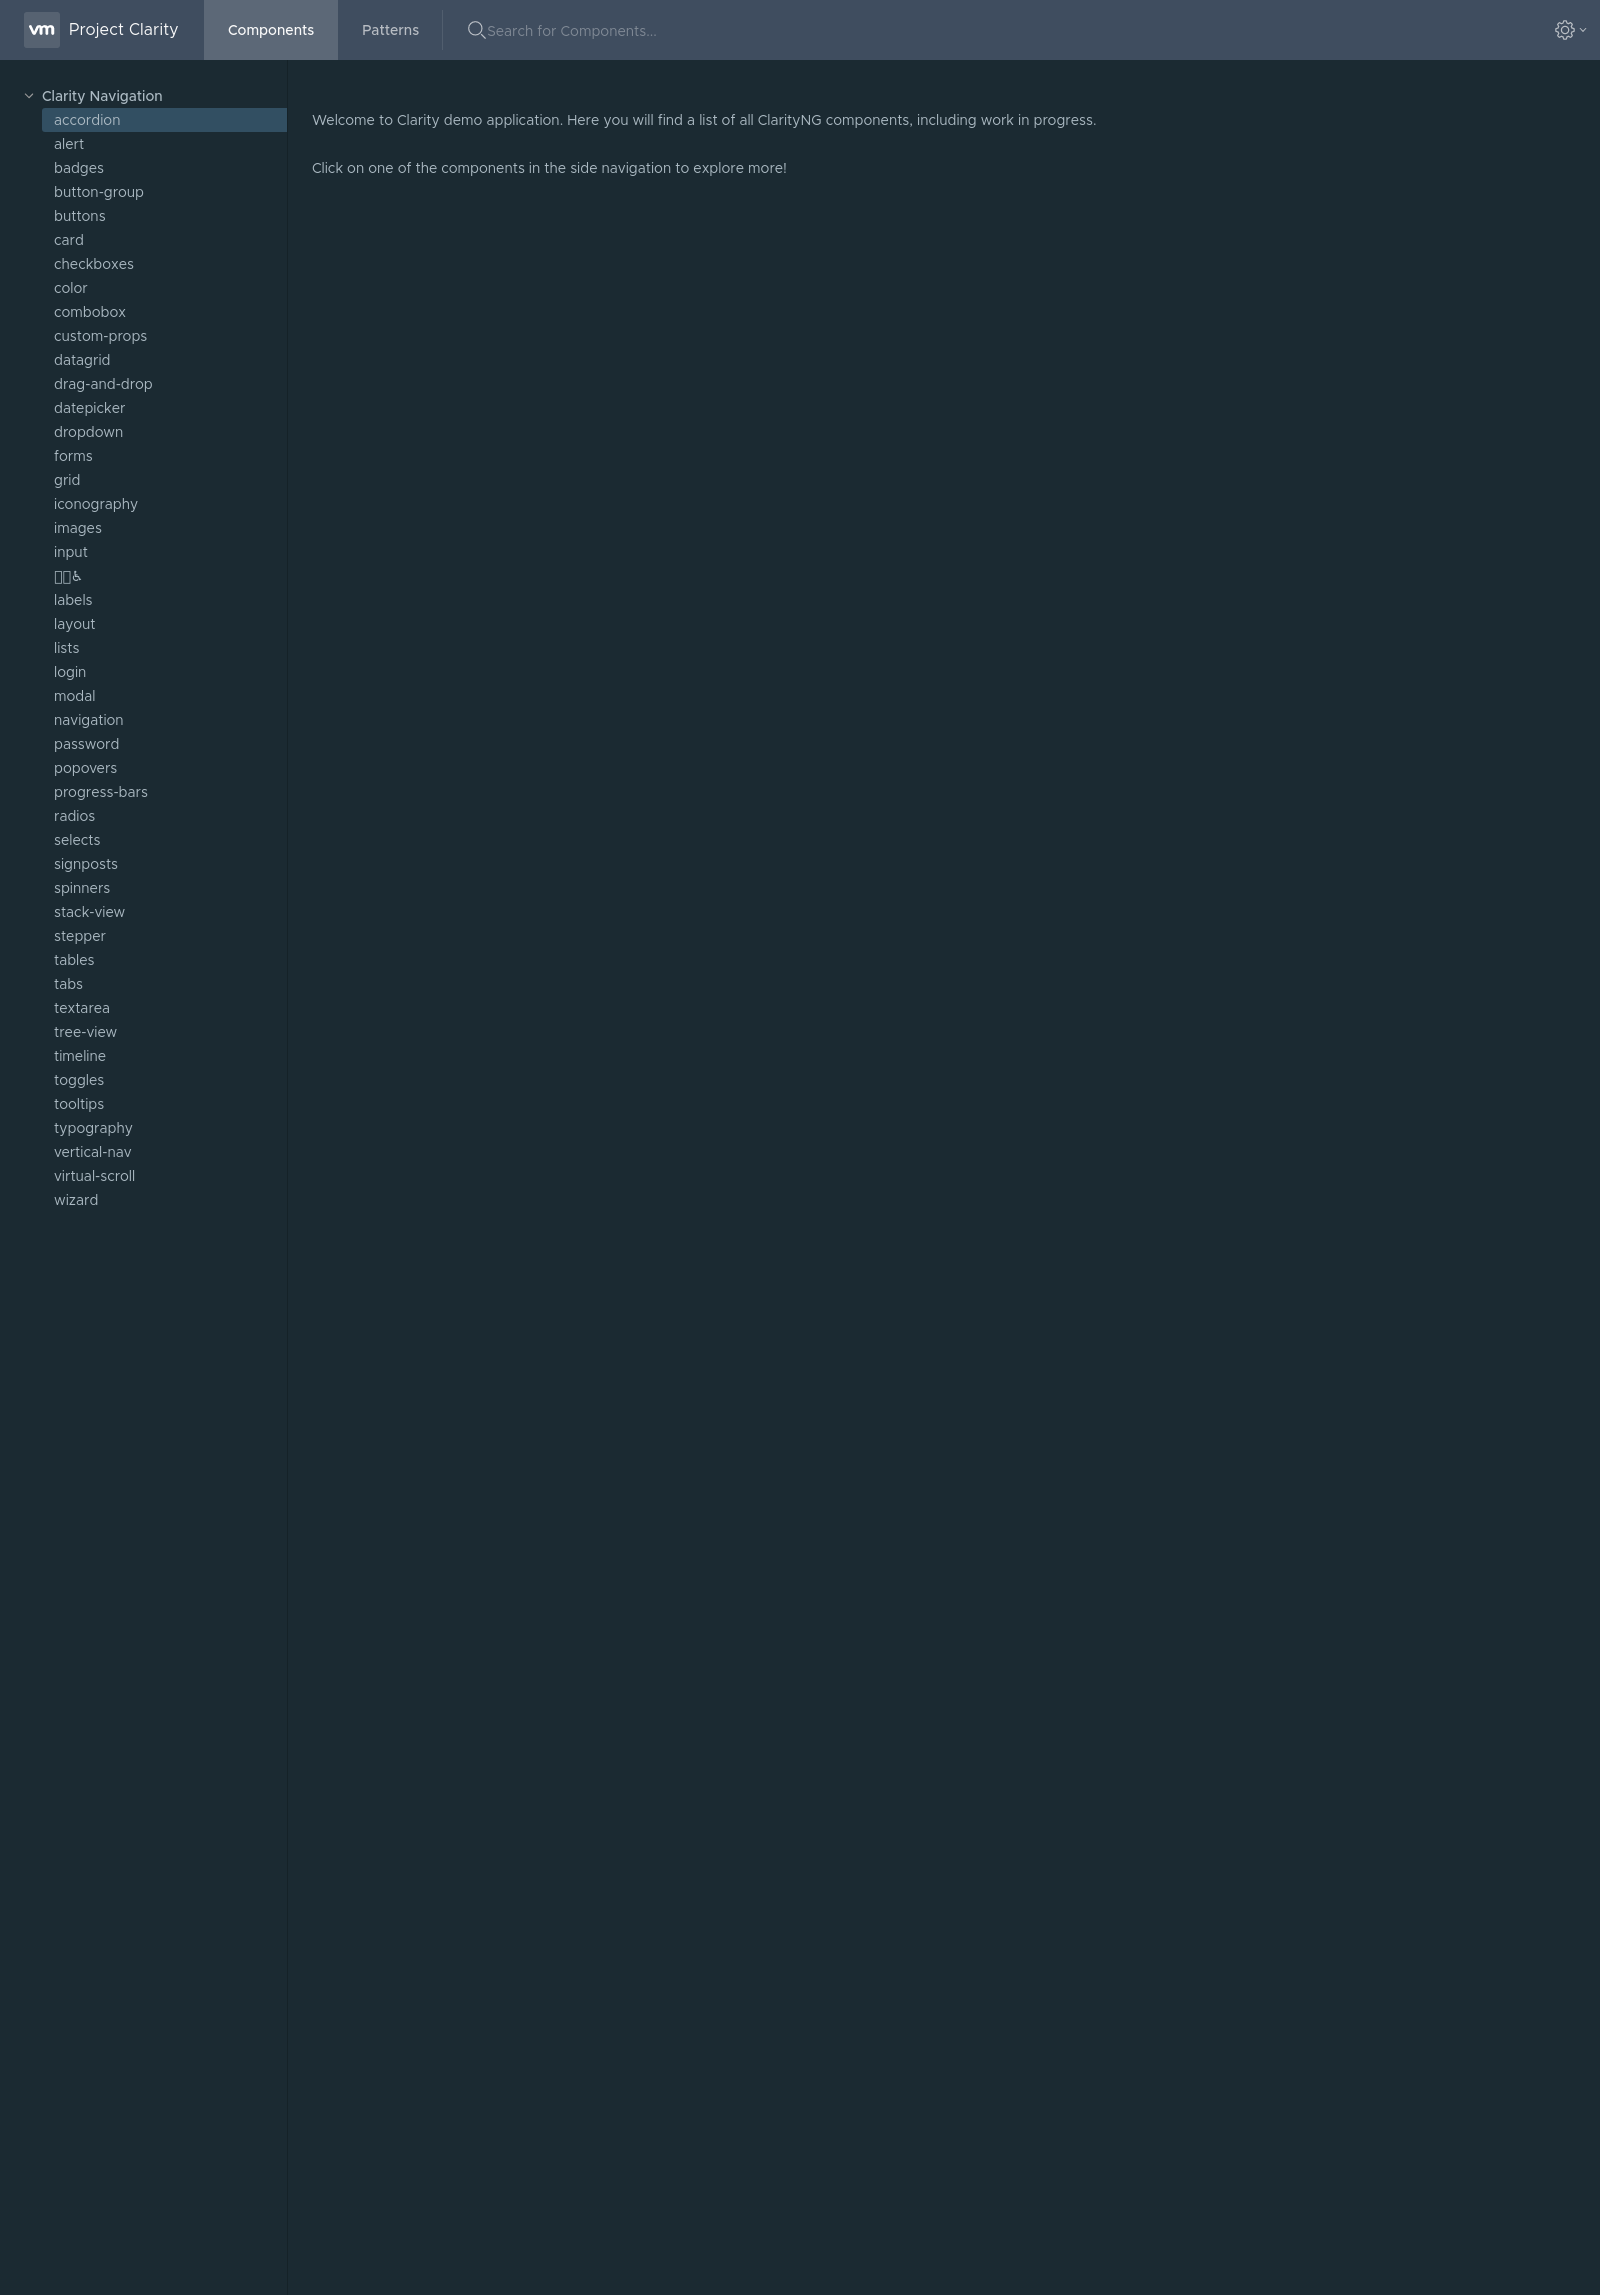 vm Project Clarity Components Patterns Search for Components...
Clarity Navigation
accordion
alert
badges
button-group
buttons
card
checkboxes
color
combobox
custom-props
datagrid
drag-and-drop
datepicker
dropdown
forms
grid
iconography
images
input
♿
labels
layout
lists
login
modal
navigation
password
popovers
progress-bars
radios
selects
signposts
spinners
stack-view
stepper
tables
tabs
textarea
tree-view
timeline
toggles
tooltips
typography
vertical-nav
virtual-scroll
wizard
Welcome to Clarity demo application. Here you will find a list of all ClarityNG components, including work in progress.
Click on one of the components in the side navigation to explore more!